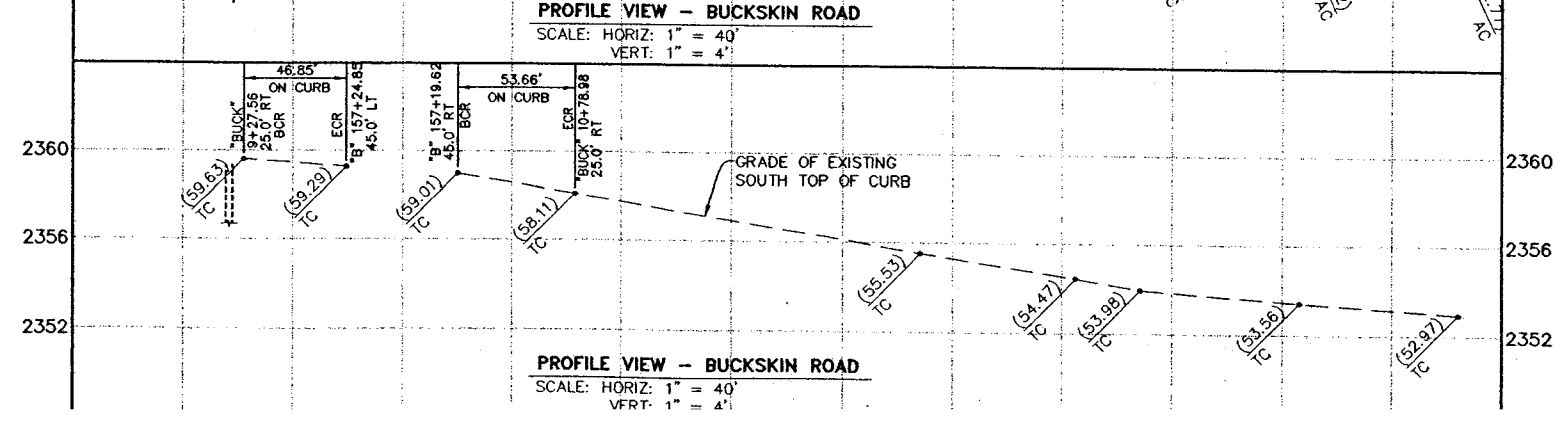 PROFILE VIEW - BUCKSKIN ROAD
SCALE: HORIZ: 1" = 40'
VERT: 1" = 4'
AC
AC
46.85'
ON CURB
53.66'
ON CURB
"BUCK"
9+27.56
25.0' RT
BCR
ECR
"B" 157+24.85
45.0' LT
"B" 157+19.62
45.0' RT
BCR
ECR
"BUCK" 10+78.98
25.0' RT
2360
2360
GRADE OF EXISTING
SOUTH TOP OF CURB
(59.63)
TC
(59.29)
TC
(59.01)
TC
(58.11)
TC
2356
2356
(55.53)
TC
(54.47)
TC
(53.98)
TC
(53.56)
TC
(52.97)
TC
2352
2352
PROFILE VIEW - BUCKSKIN ROAD
SCALE: HORIZ: 1" = 40'
VERT: 1" = 4'